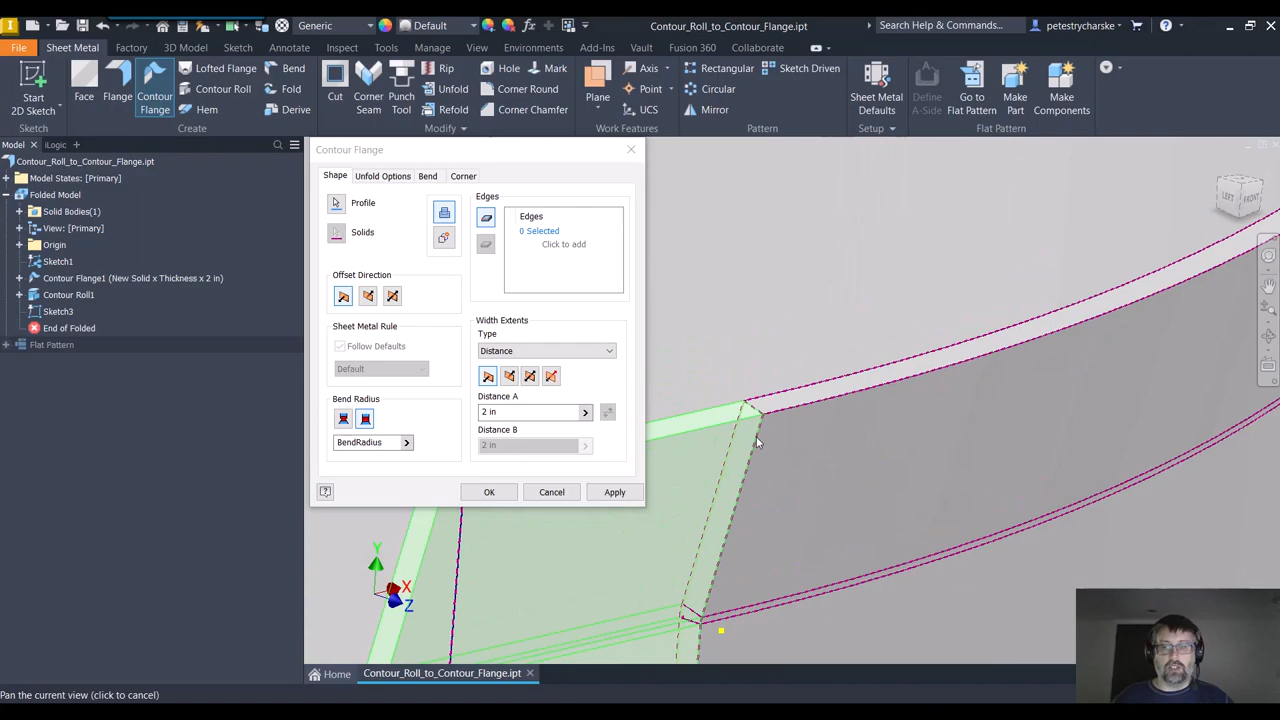 Generic
Default
Contour_Roll_to_Contour_Flange.ipt
Search Help & Commands...
petestrycharske
File
Sheet Metal
Factory
3D Model
Sketch
Annotate
Inspect
Tools
Manage
View
Environments
Add-Ins
Vault
Fusion 360
Collaborate
Start
2D Sketch
Face
Flange
Contour
Flange
Lofted Flange
Contour Roll
Hem
Bend
Fold
Derive
Cut
Corner
Seam
Punch
Tool
Rip
Unfold
Refold
Hole
Mark
Corner Round
Corner Chamfer
Plane
Axis
Point
UCS
Rectangular
Circular
Mirror
Sketch Driven
Sheet Metal
Defaults
Define
A-Side
Go to
Flat Pattern
Make
Part
Make
Components
Sketch
Create
Modify
Work Features
Pattern
Setup
Flat Pattern
Model
iLogic
Contour_Roll_to_Contour_Flange.ipt
Model States: [Primary]
Folded Model
Solid Bodies(1)
View: [Primary]
Origin
Sketch1
Contour Flange1 (New Solid x Thickness x 2 in)
Contour Roll1
Sketch3
End of Folded
Flat Pattern
Contour Flange
Shape
Unfold Options
Bend
Corner
Profile
Solids
Offset Direction
Sheet Metal Rule
Follow Defaults
Default
Bend Radius
BendRadius
Edges
Edges
0 Selected
Click to add
Width Extents
Type
Distance
Distance A
2 in
Distance B
2 in
OK
Cancel
Apply
LEFT
FRONT
Y
X
Z
Home
Contour_Roll_to_Contour_Flange.ipt
Pan the current view (click to cancel)